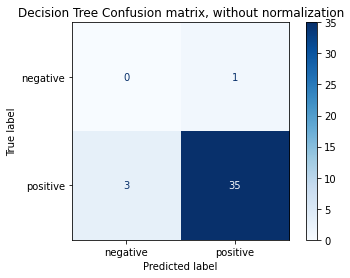 Decision Tree Confusion matrix, without normalization
negative
0
1
positive
3
35
negative
positive
True label
Predicted label
35
30
25
20
15
10
5
0